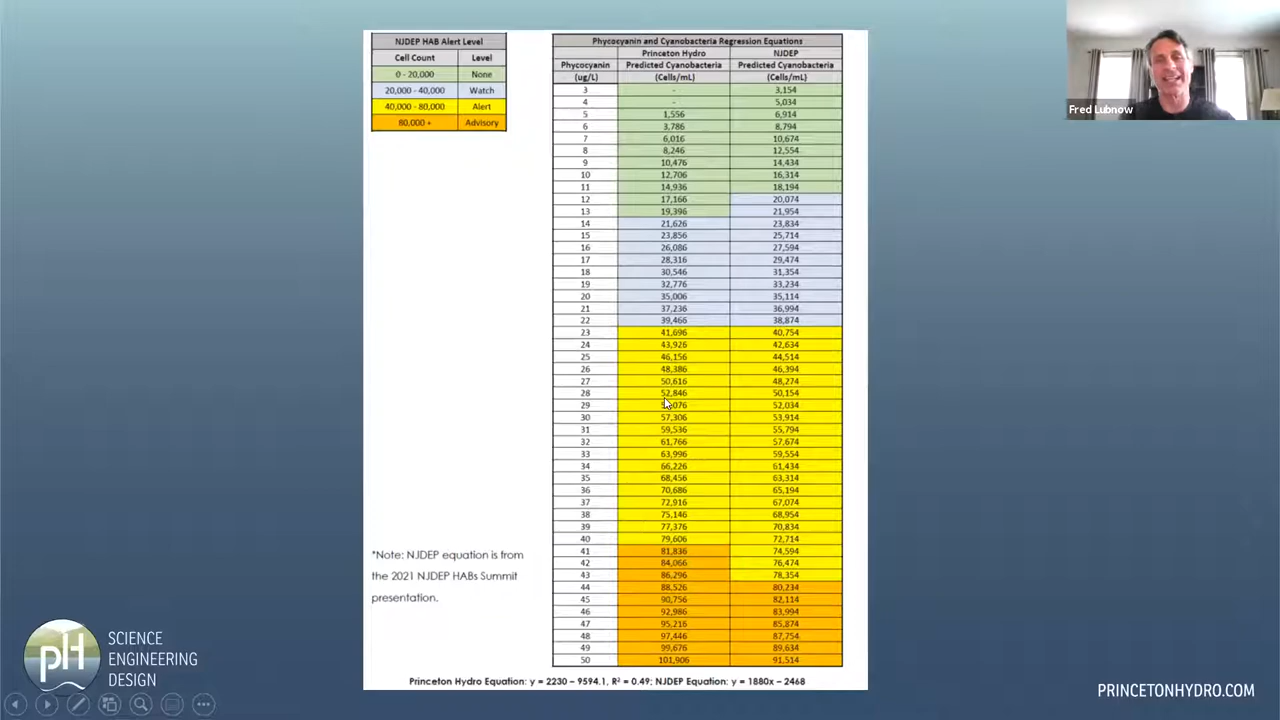 NJDEP HAB Alert Level
Cell Count Level
0 - 20,000 None
20,000 - 40,000 Watch
40,000 - 80,000 Alert
80,000 + Advisory
Phycocyanin and Cyanobacteria Regression Equations
Princeton Hydro NJDEP
Phycocyanin Predicted Cyanobacteria Predicted Cyanobacteria
(ug/L) (Cells/mL) (Cells/mL)
3 - 3,154
4 - 5,034
5 1,556 6,914
6 3,786 8,794
7 6,016 10,674
8 8,246 12,554
9 10,476 14,434
10 12,706 16,314
11 14,936 18,194
12 17,166 20,074
13 19,396 21,954
14 21,626 23,834
15 23,856 25,714
16 26,086 27,594
17 28,316 29,474
18 30,546 31,354
19 32,776 33,234
20 35,006 35,114
21 37,236 36,994
22 39,466 38,874
23 41,696 40,754
24 43,926 42,634
25 46,156 44,514
26 48,386 46,394
27 50,616 48,274
28 52,846 50,154
29 52,034
30 57,306 53,914
31 59,536 55,794
32 61,766 57,674
33 63,996 59,554
34 66,226 61,434
35 68,456 63,314
36 70,686 65,194
37 72,916 67,074
38 75,146 68,954
39 77,376 70,834
40 79,606 72,714
41 81,836 74,594
42 84,066 76,474
43 86,296 78,354
44 88,526 80,234
45 90,756 82,114
46 92,986 83,994
47 95,216 85,874
48 97,446 87,754
49 99,676 89,634
50 101,906 91,514
*Note: NJDEP equation is from
the 2021 NJDEP HABs Summit
presentation.
Princeton Hydro Equation: y = 2230 – 9594.1, R² = 0.49; NJDEP Equation: y = 1880x – 2468
Fred Lubnow
pH
SCIENCE
ENGINEERING
DESIGN
PRINCETONHYDRO.COM